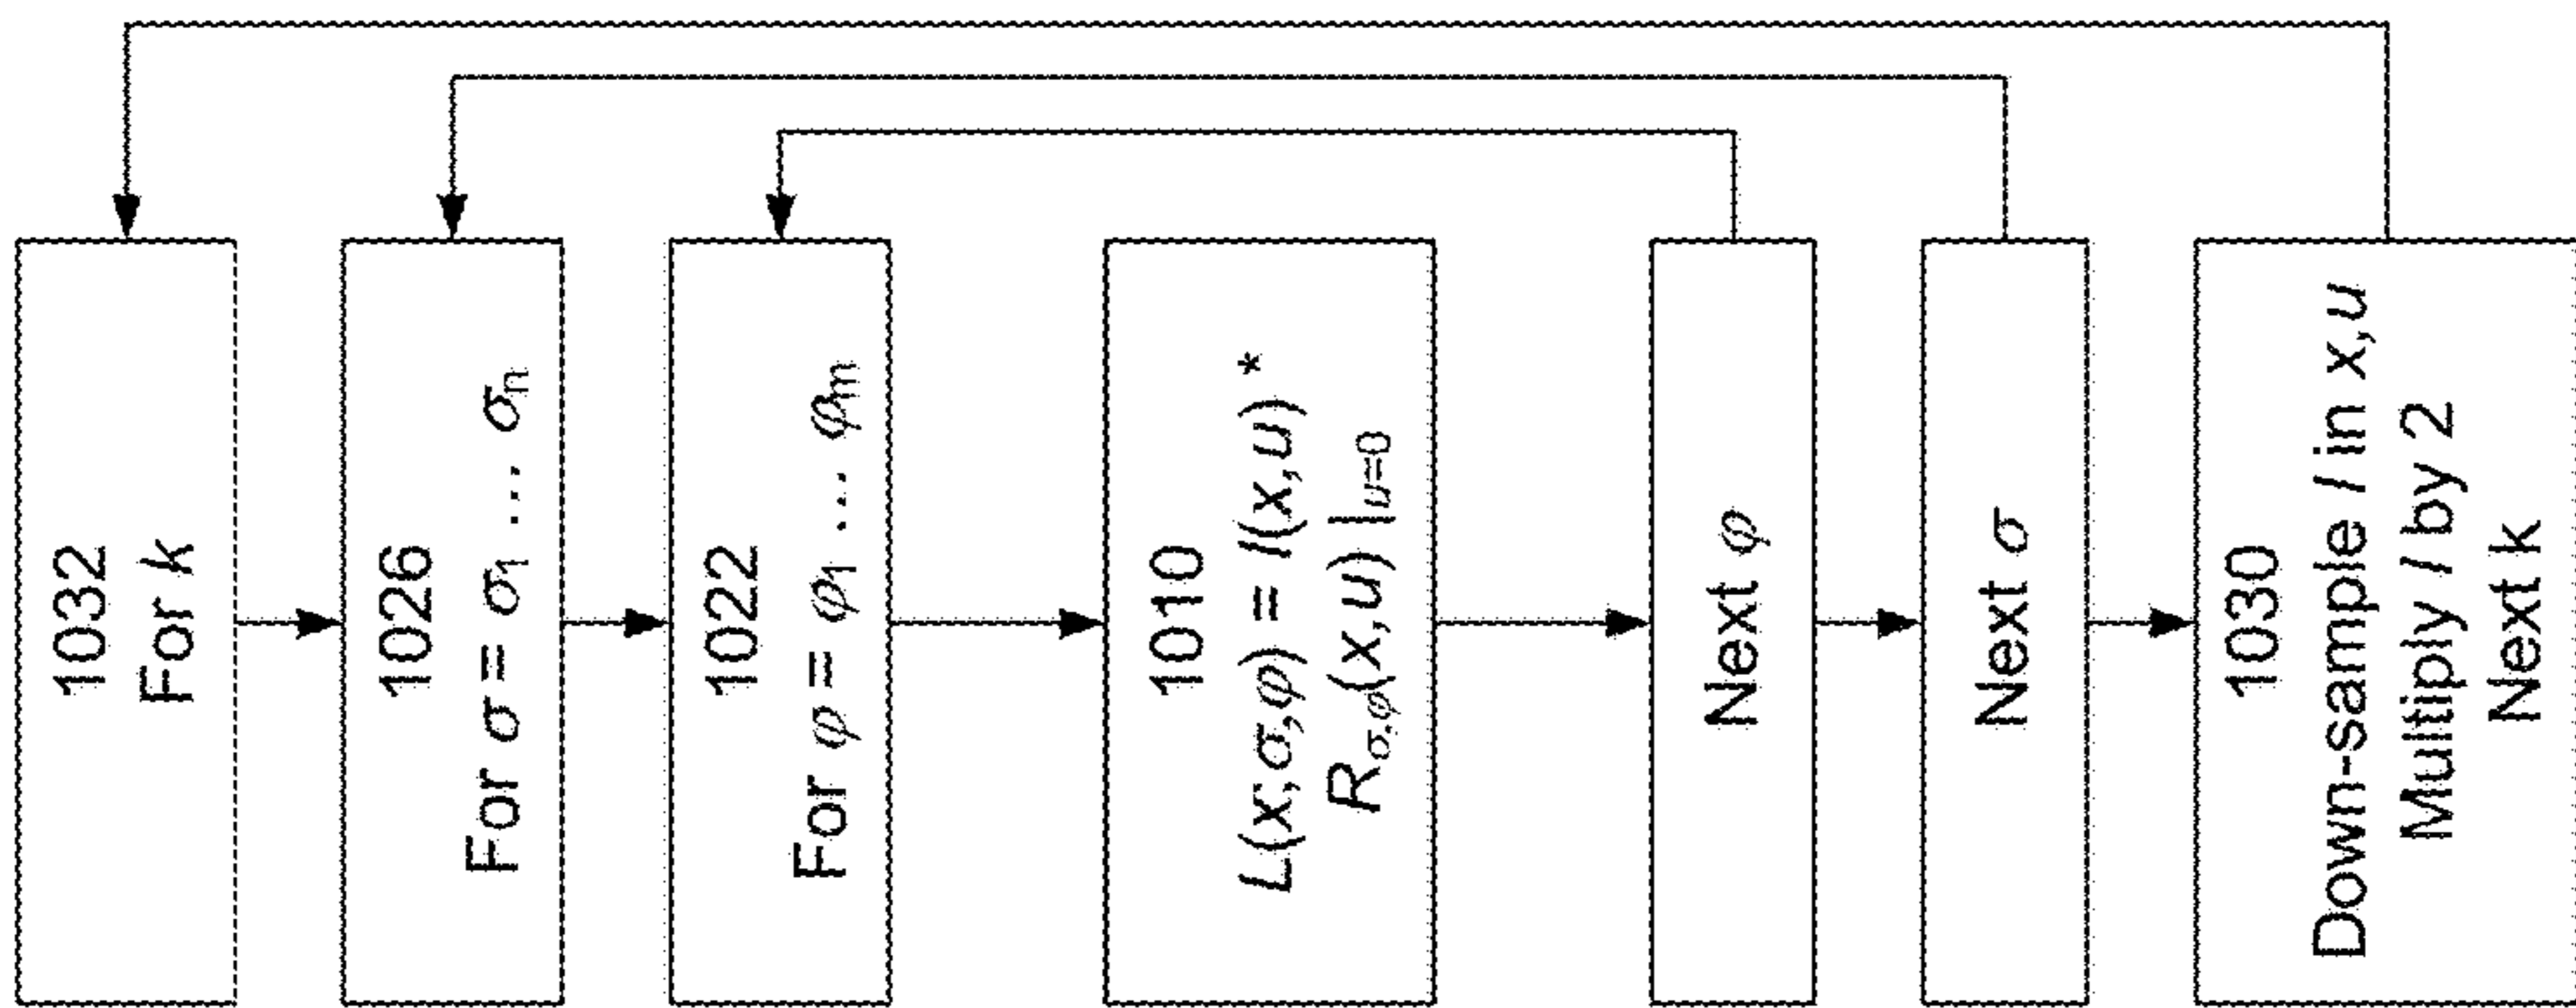 1032
For k
1026
For σ = σ₁ ... σₙ
1022
For φ = φ₁ ... φₘ
1010
L(x;σ,φ) = I(x,u) *
R_σ,φ(x,u) |ᵤ₌₀
Next φ
Next σ
1030
Down-sample I in x,u
Multiply I by 2
Next k